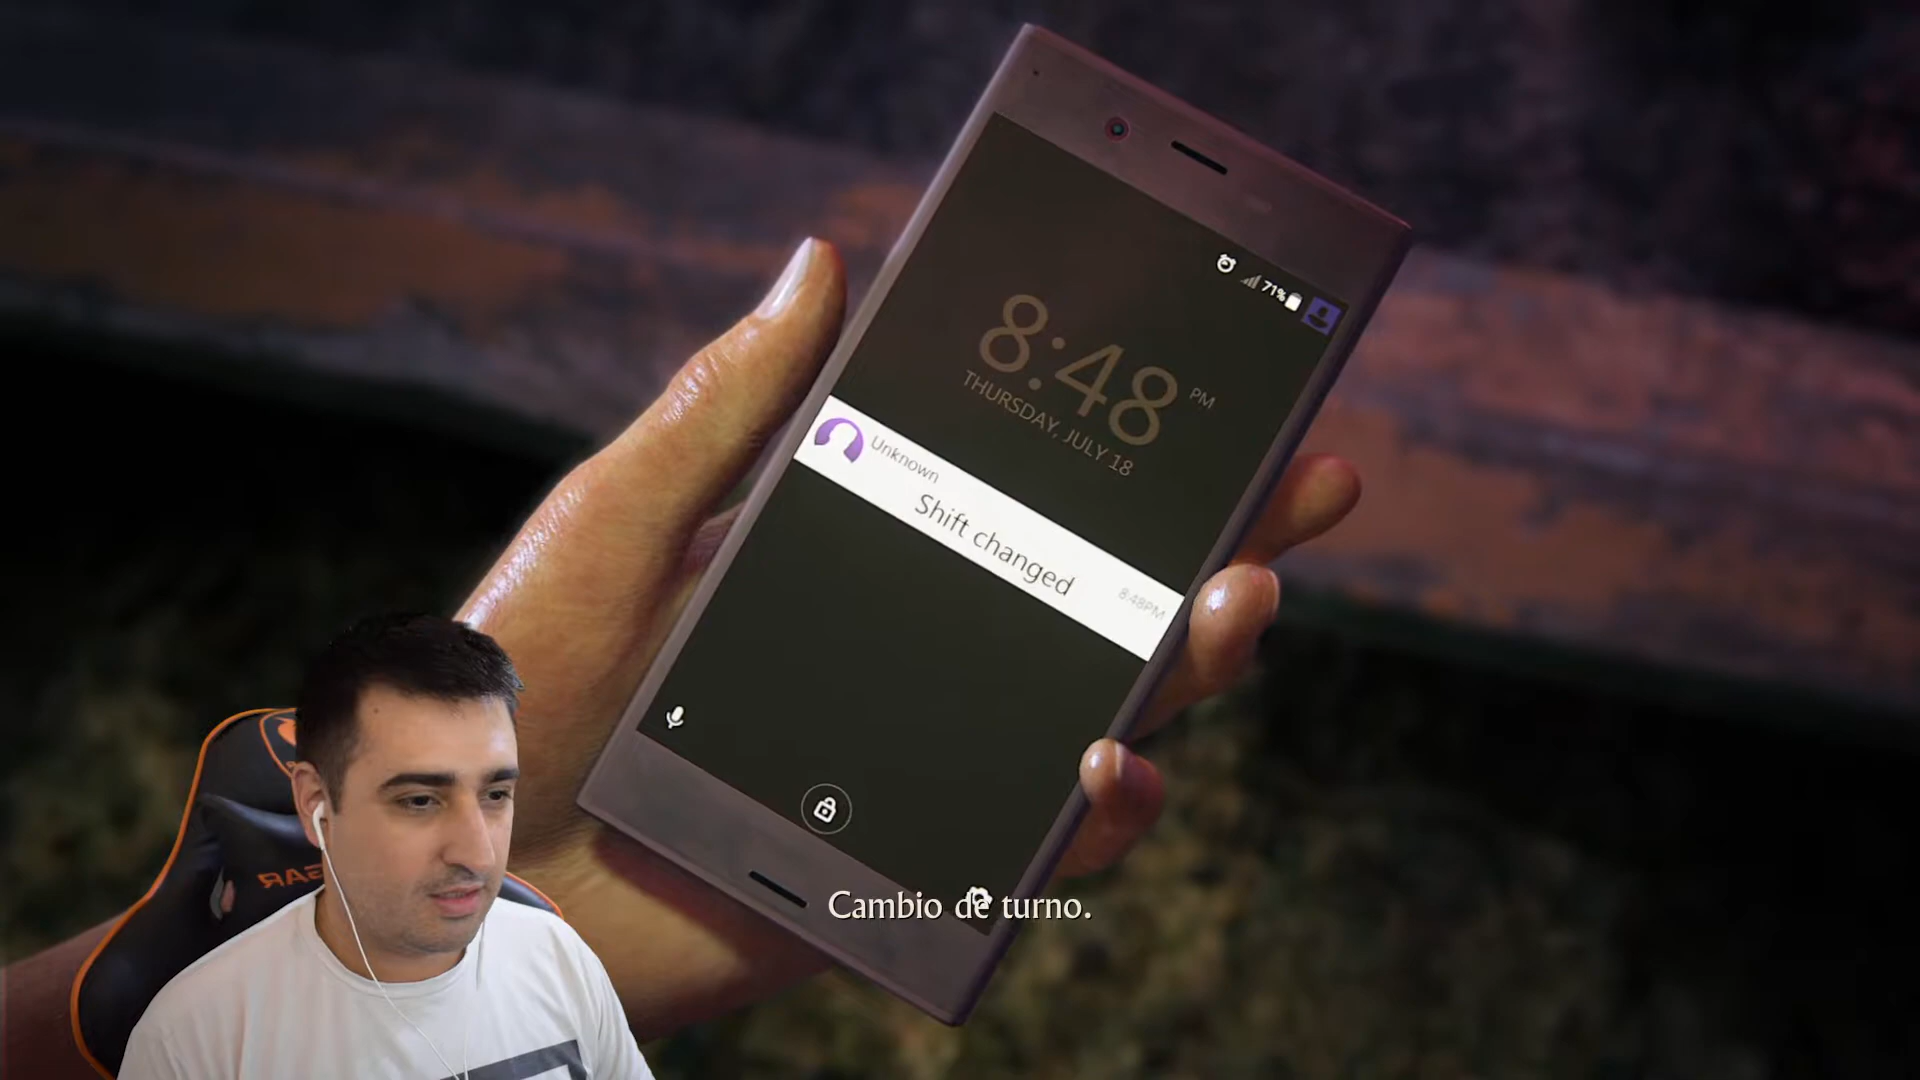 71%
8:48 PM
THURSDAY, JULY 18
Unknown
Shift changed
8:48PM
Cambio de turno.